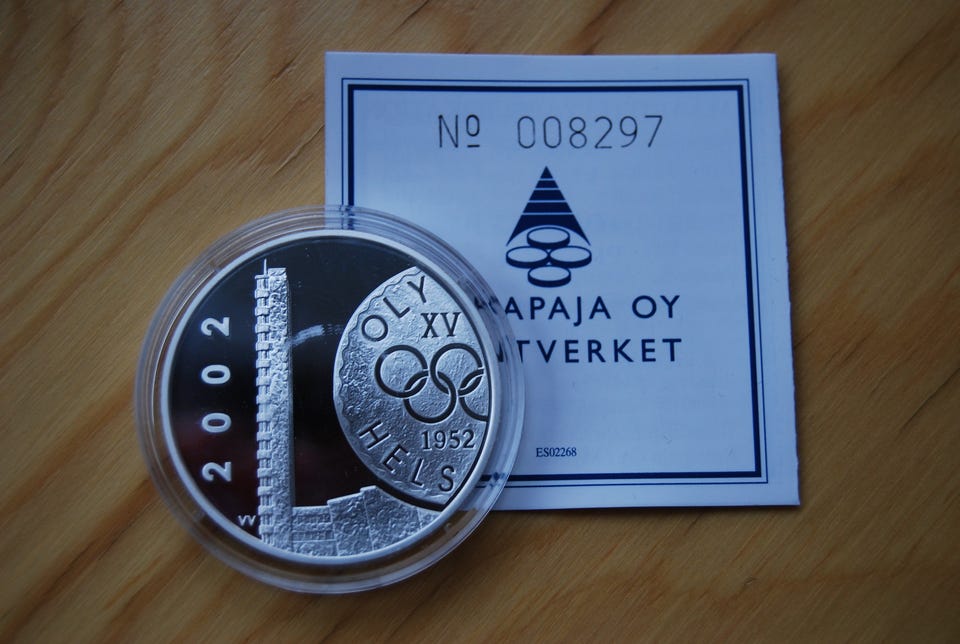 Nº 008297
APAJA OY
TVERKET
ES02268
2002
OLY
XV
1952
HELS